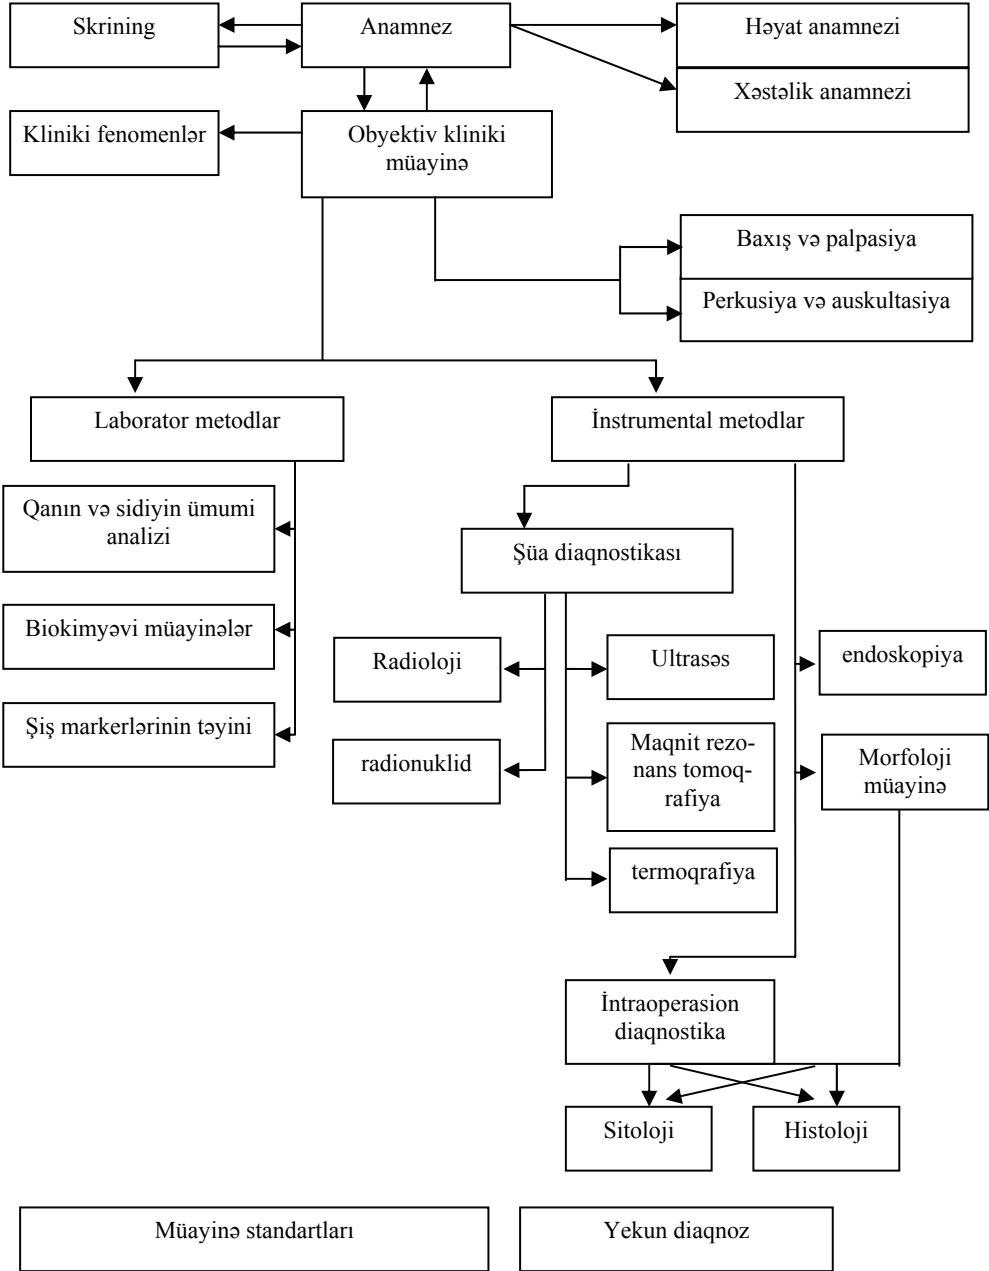 Skrining
Anamnez
Həyat anamnezi
Xəstəlik anamnezi
Kliniki fenomenlər
Obyektiv kliniki
müayinə
Baxış və palpasiya
Perkusiya və auskultasiya
Laborator metodlar
İnstrumental metodlar
Qanın və sidiyin ümumi
analizi
Şüa diaqnostikası
Biokimyəvi müayinələr
Radioloji
Ultrasəs
endoskopiya
Şiş markerlərinin təyini
radionuklid
Maqnit rezo-
nans tomoq-
rafiya
Morfoloji
müayinə
termoqrafiya
İntraoperasion
diaqnostika
Sitoloji
Histoloji
Müayinə standartları
Yekun diaqnoz